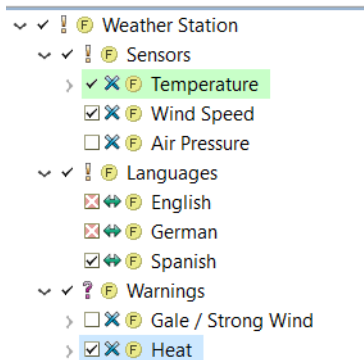 Weather Station
Sensors
Temperature
Wind Speed
Air Pressure
Languages
English
German
Spanish
Warnings
Gale / Strong Wind
Heat